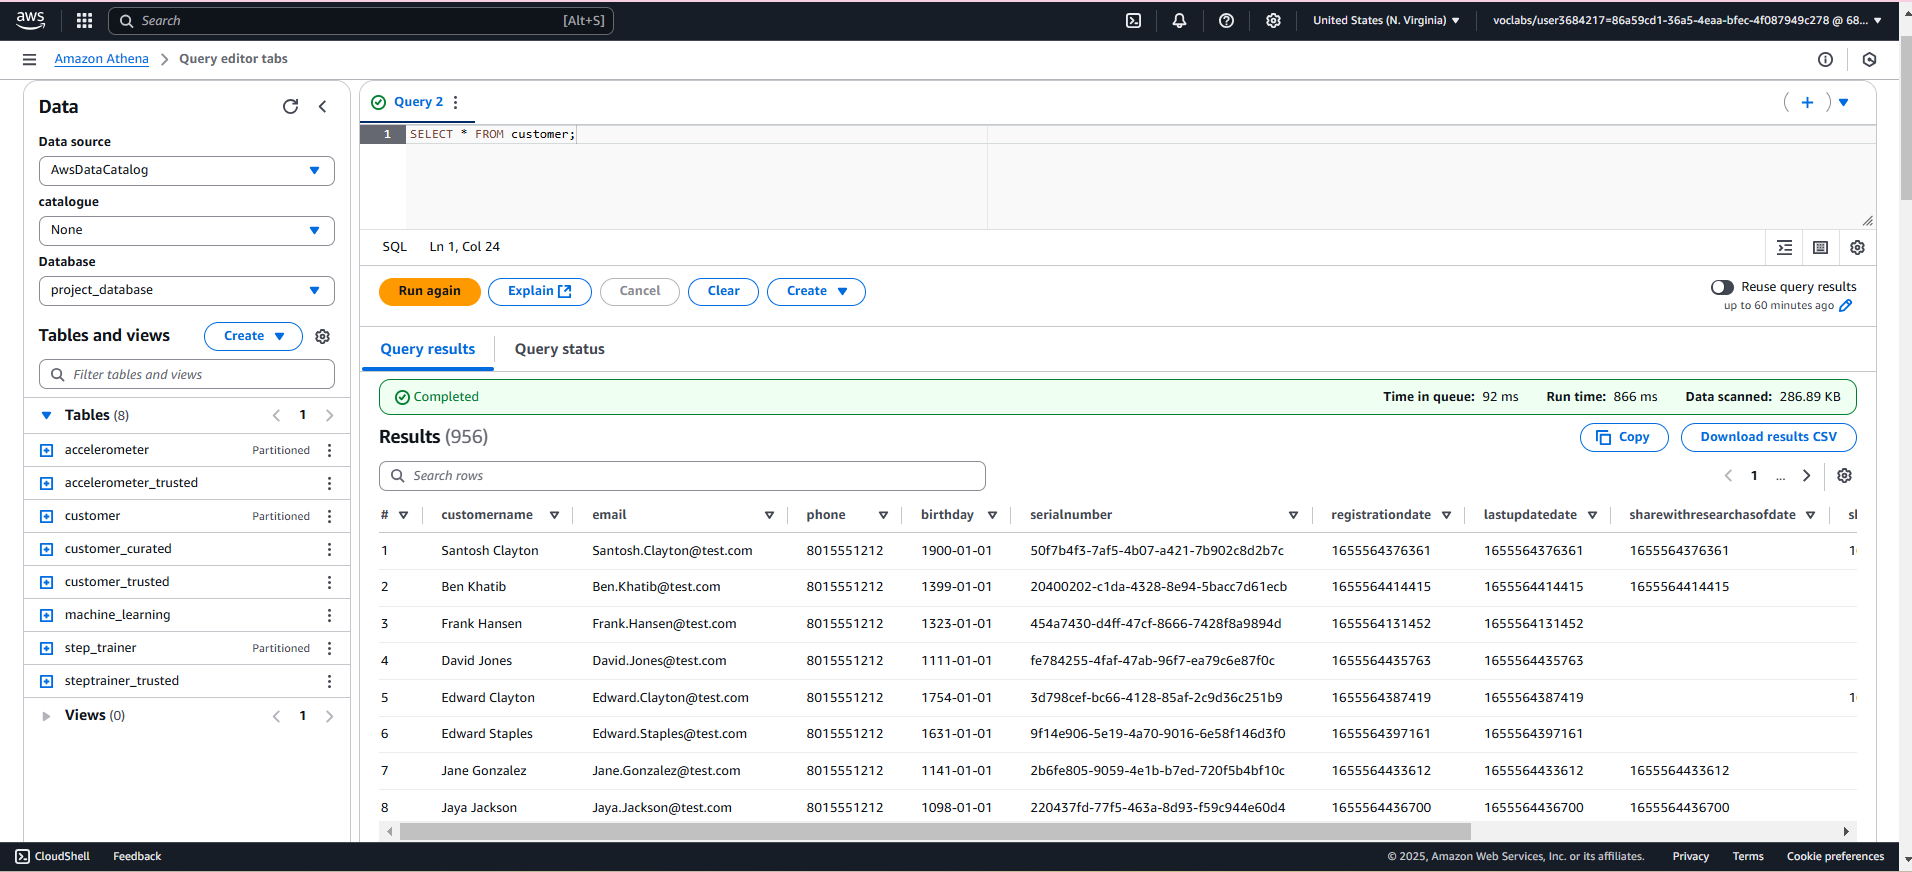 aws Search [Alt+S] United States (N. Virginia) voclabs/user3684217=86a59cd1-36a5-4eaa-bfec-4f087949c278 @ 68...
Amazon Athena Query editor tabs
Data
Data source
AwsDataCatalog
catalogue
None
Database
project_database
Tables and views Create
Filter tables and views
Tables (8) 1
accelerometer Partitioned
accelerometer_trusted
customer Partitioned
customer_curated
customer_trusted
machine_learning
step_trainer Partitioned
steptrainer_trusted
Views (0) 1
Query 2
1 SELECT * FROM customer;
SQL Ln 1, Col 24
Run again Explain Cancel Clear Create
Reuse query results
up to 60 minutes ago
Query results Query status
Completed Time in queue: 92 ms Run time: 866 ms Data scanned: 286.89 KB
Results (956) Copy Download results CSV
Search rows 1 ...
# customername email phone birthday serialnumber registrationdate lastupdatedate sharewithresearchasofdate
1 Santosh Clayton Santosh.Clayton@test.com 8015551212 1900-01-01 50f7b4f3-7af5-4b07-a421-7b902c8d2b7c 1655564376361 1655564376361 1655564376361
2 Ben Khatib Ben.Khatib@test.com 8015551212 1399-01-01 20400202-c1da-4328-8e94-5bacc7d61ecb 1655564414415 1655564414415 1655564414415
3 Frank Hansen Frank.Hansen@test.com 8015551212 1323-01-01 454a7430-d4ff-47cf-8666-7428f8a9894d 1655564131452 1655564131452
4 David Jones David.Jones@test.com 8015551212 1111-01-01 fe784255-4faf-47ab-96f7-ea79c6e87f0c 1655564435763 1655564435763
5 Edward Clayton Edward.Clayton@test.com 8015551212 1754-01-01 3d798cef-bc66-4128-85af-2c9d36c251b9 1655564387419 1655564387419
6 Edward Staples Edward.Staples@test.com 8015551212 1631-01-01 9f14e906-5e19-4a70-9016-6e58f146d3f0 1655564397161 1655564397161
7 Jane Gonzalez Jane.Gonzalez@test.com 8015551212 1141-01-01 2b6fe805-9059-4e1b-b7ed-720f5b4bf10c 1655564433612 1655564433612 1655564433612
8 Jaya Jackson Jaya.Jackson@test.com 8015551212 1098-01-01 220437fd-77f5-463a-8d93-f59c944e60d4 1655564436700 1655564436700 1655564436700
CloudShell Feedback © 2025, Amazon Web Services, Inc. or its affiliates. Privacy Terms Cookie preferences